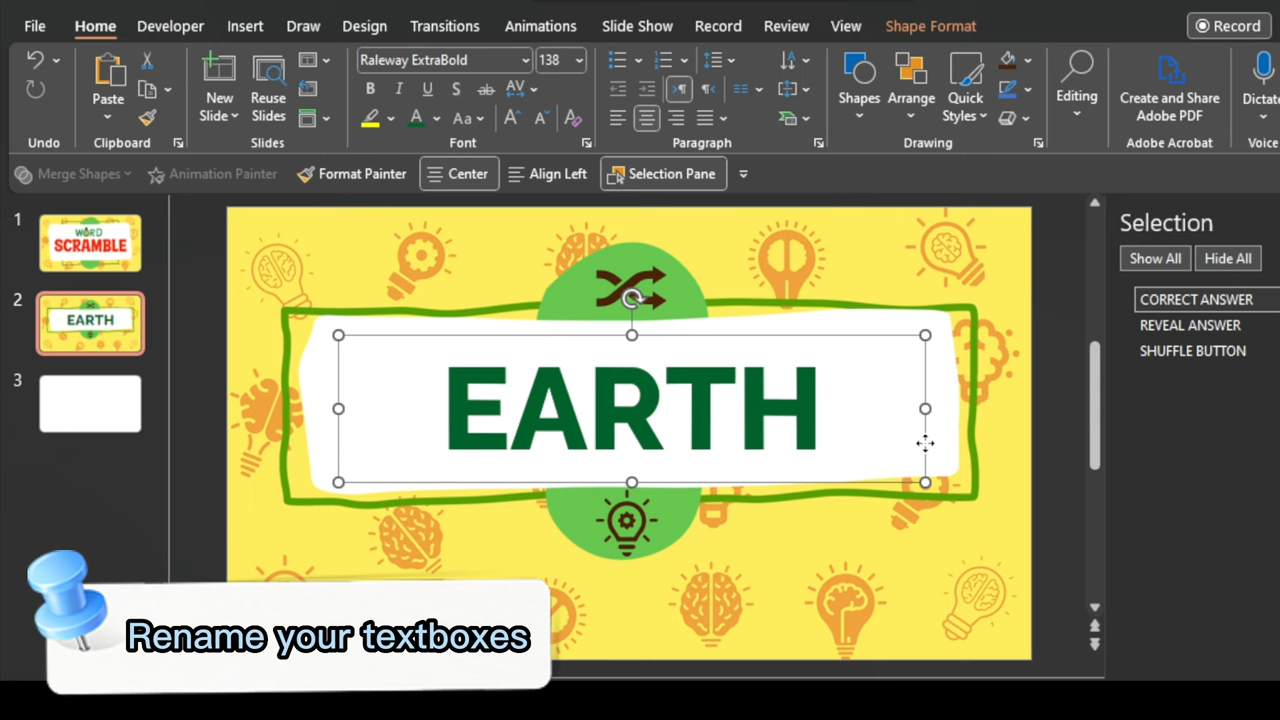 File Home Developer Insert Draw Design Transitions Animations Slide Show Record Review View Shape Format Record
Raleway ExtraBold 138
Paste New Slide Reuse Slides Shapes Arrange Quick Styles Editing Create and Share Adobe PDF Dictat
Undo Clipboard Slides Font Paragraph Drawing Adobe Acrobat Voice
Merge Shapes Animation Painter Format Painter Center Align Left Selection Pane
1
WORD
SCRAMBLE
2
EARTH
3
EARTH
Selection
Show All Hide All
CORRECT ANSWER
REVEAL ANSWER
SHUFFLE BUTTON
Rename your textboxes